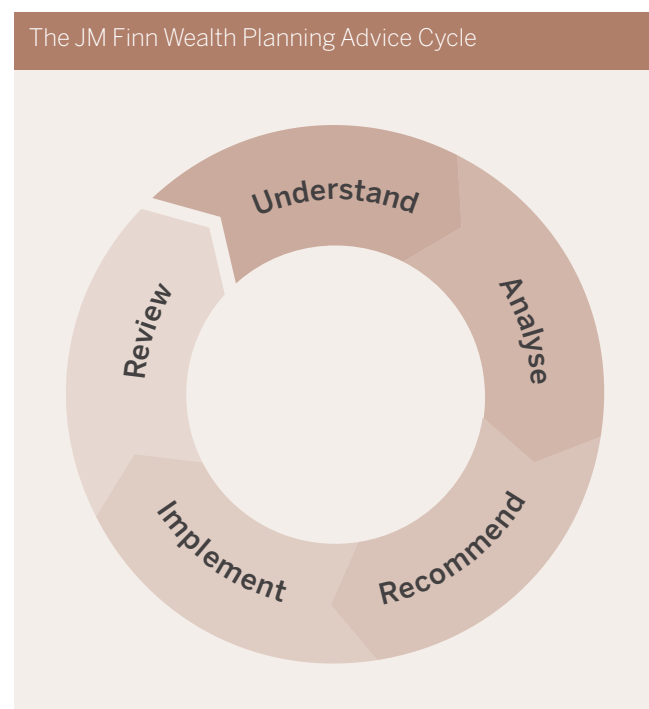 The JM Finn Wealth Planning Advice Cycle
Understand
Analyse
Recommend
Implement
Review